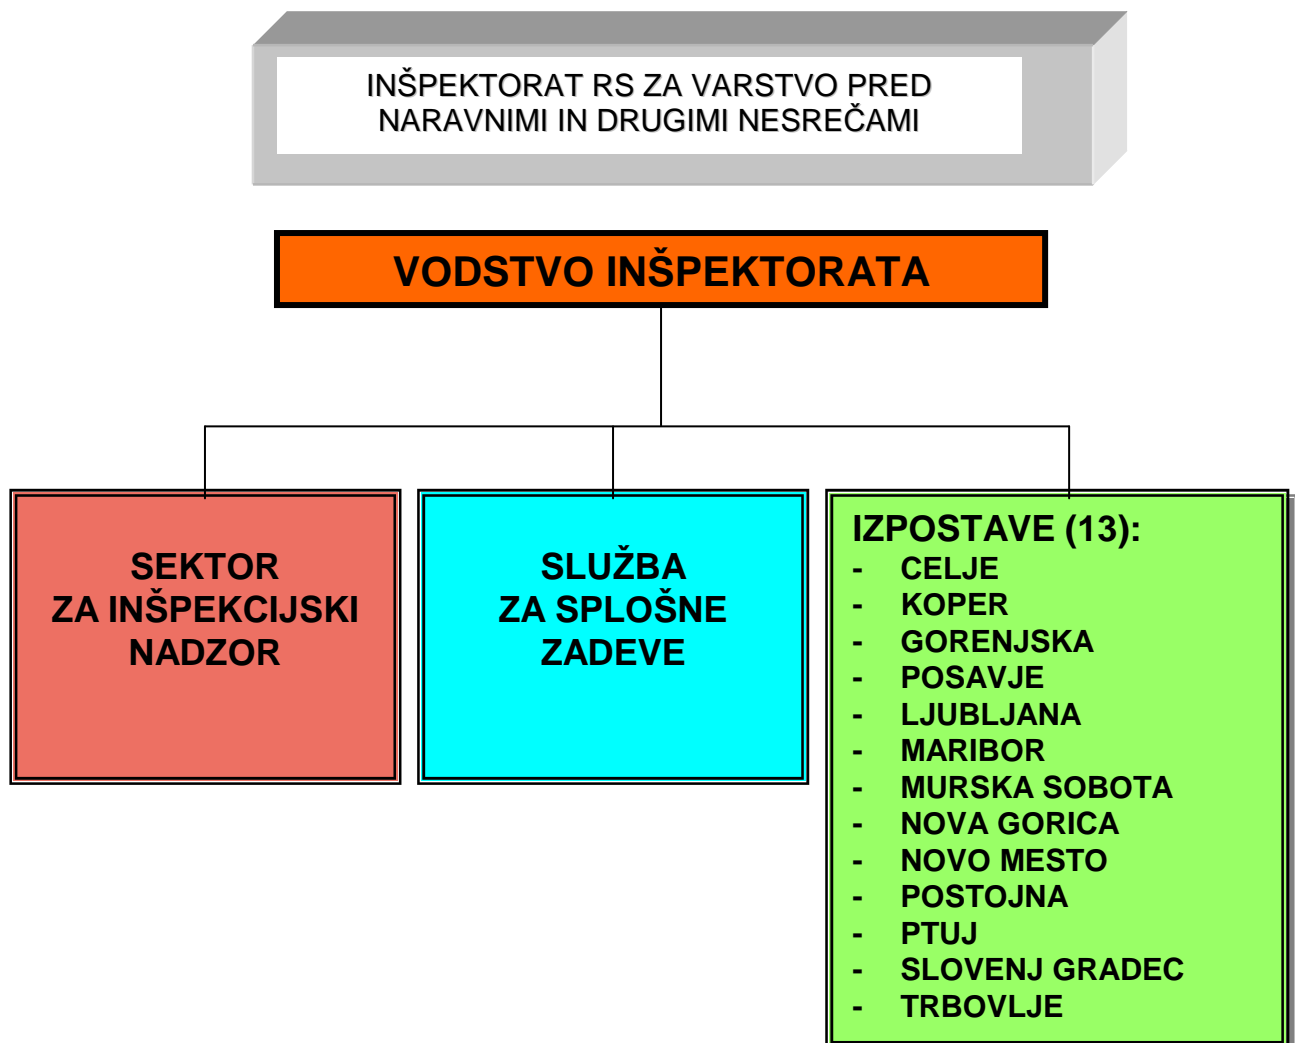 INŠPEKTORAT RS ZA VARSTVO PRED
NARAVNIMI IN DRUGIMI NESREČAMI
VODSTVO INŠPEKTORATA
SEKTOR
ZA INŠPEKCIJSKI
NADZOR
SLUŽBA
ZA SPLOŠNE
ZADEVE
IZPOSTAVE (13):
- CELJE
- KOPER
- GORENJSKA
- POSAVJE
- LJUBLJANA
- MARIBOR
- MURSKA SOBOTA
- NOVA GORICA
- NOVO MESTO
- POSTOJNA
- PTUJ
- SLOVENJ GRADEC
- TRBOVLJE